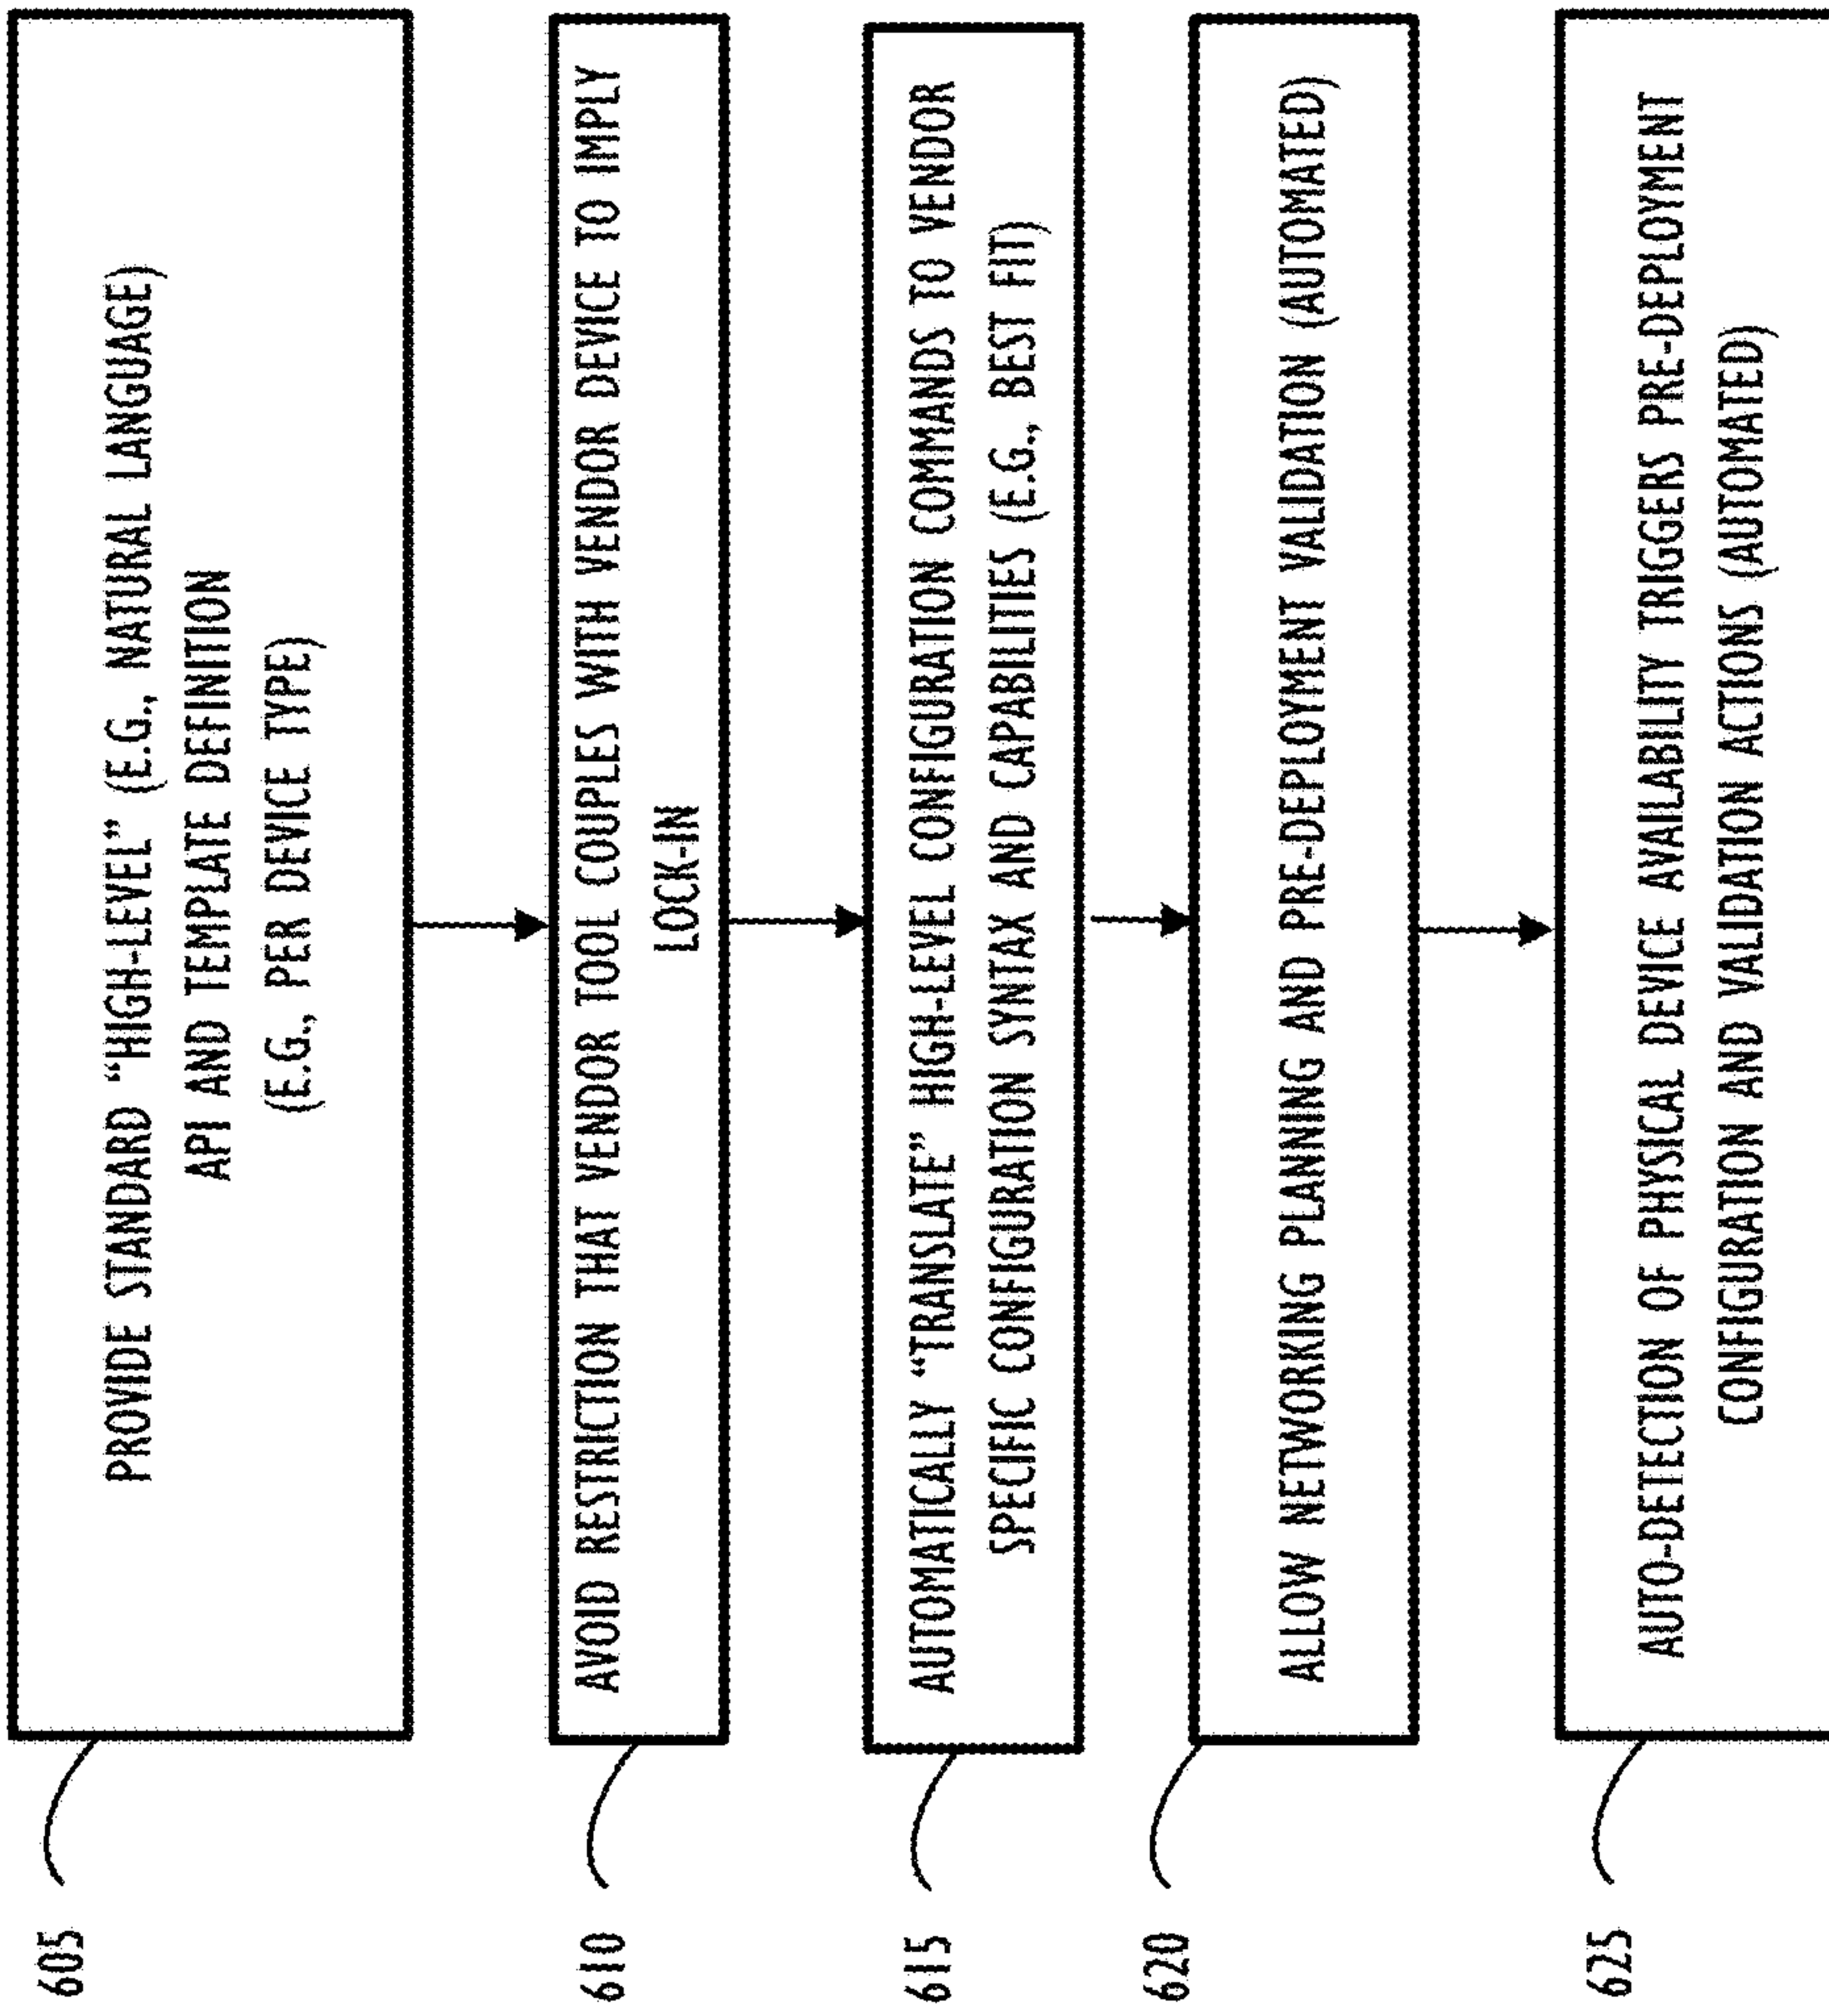 605
PROVIDE STANDARD “HIGH-LEVEL” (E.G., NATURAL LANGUAGE)
API AND TEMPLATE DEFINITION
(E.G., PER DEVICE TYPE)
610
AVOID RESTRICTION THAT VENDOR TOOL COUPLES WITH VENDOR DEVICE TO IMPLY
LOCK-IN
615
AUTOMATICALLY “TRANSLATE” HIGH-LEVEL CONFIGURATION COMMANDS TO VENDOR
SPECIFIC CONFIGURATION SYNTAX AND CAPABILITIES (E.G., BEST FIT)
620
ALLOW NETWORKING PLANNING AND PRE-DEPLOYMENT VALIDATION (AUTOMATED)
625
AUTO-DETECTION OF PHYSICAL DEVICE AVAILABILITY TRIGGERS PRE-DEPLOYMENT
CONFIGURATION AND VALIDATION ACTIONS (AUTOMATED)